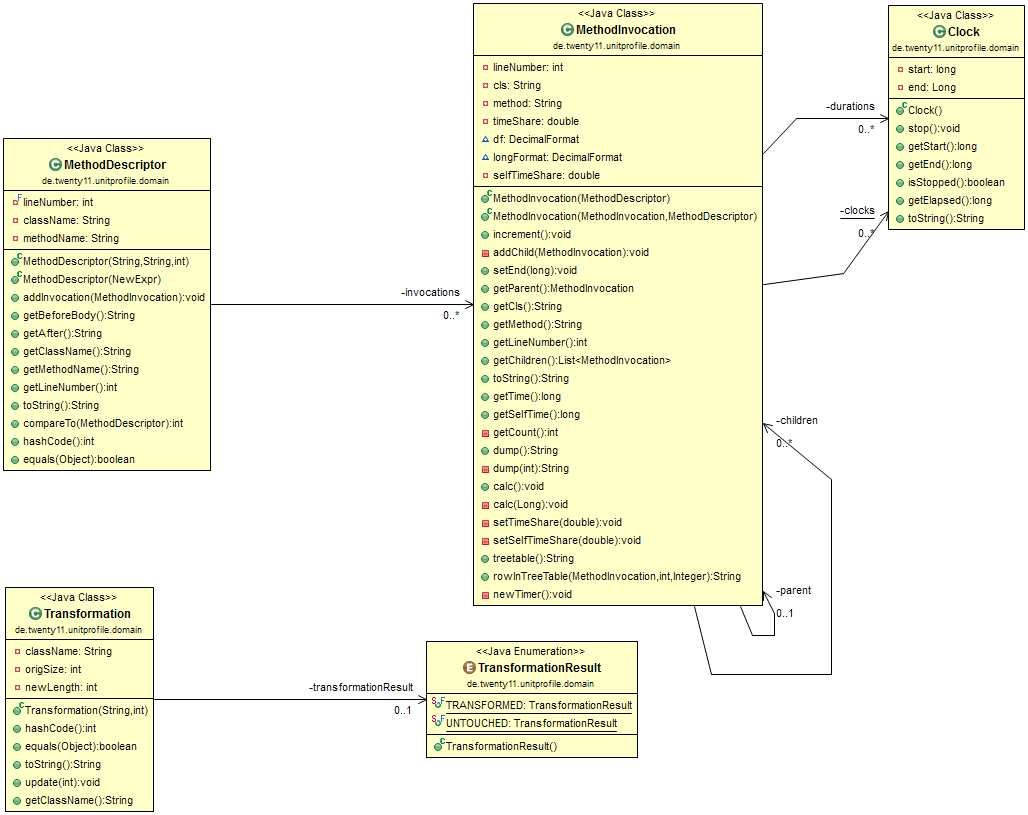 <<Java Class>>
MethodDescriptor
de.twenty11.unitprofile.domain
lineNumber: int
className: String
methodName: String
MethodDescriptor(String,String,int)
MethodDescriptor(NewExpr)
addInvocation(MethodInvocation):void
getBeforeBody():String
getAfter():String
getClassName():String
getMethodName():String
getLineNumber():int
toString():String
compareTo(MethodDescriptor):int
hashCode():int
equals(Object):boolean
-invocations
0..*
<<Java Class>>
MethodInvocation
de.twenty11.unitprofile.domain
lineNumber: int
cls: String
method: String
timeShare: double
df: DecimalFormat
longFormat: DecimalFormat
selfTimeShare: double
MethodInvocation(MethodDescriptor)
MethodInvocation(MethodInvocation,MethodDescriptor)
increment():void
addChild(MethodInvocation):void
setEnd(long):void
getParent():MethodInvocation
getCls():String
getMethod():String
getLineNumber():int
getChildren():List<MethodInvocation>
toString():String
getTime():long
getSelfTime():long
getCount():int
dump():String
dump(int):String
calc():void
calc(Long):void
setTimeShare(double):void
setSelfTimeShare(double):void
treetable():String
rowInTreeTable(MethodInvocation,int,Integer):String
newTimer():void
-durations
0..*
-clocks
0..*
-children
0..*
-parent
0..1
<<Java Class>>
Clock
de.twenty11.unitprofile.domain
start: long
end: Long
Clock()
stop():void
getStart():long
getEnd():long
isStopped():boolean
getElapsed():long
toString():String
<<Java Class>>
Transformation
de.twenty11.unitprofile.domain
className: String
origSize: int
newLength: int
Transformation(String,int)
hashCode():int
equals(Object):boolean
toString():String
update(int):void
getClassName():String
-transformationResult
0..1
<<Java Enumeration>>
TransformationResult
de.twenty11.unitprofile.domain
TRANSFORMED: TransformationResult
UNTOUCHED: TransformationResult
TransformationResult()